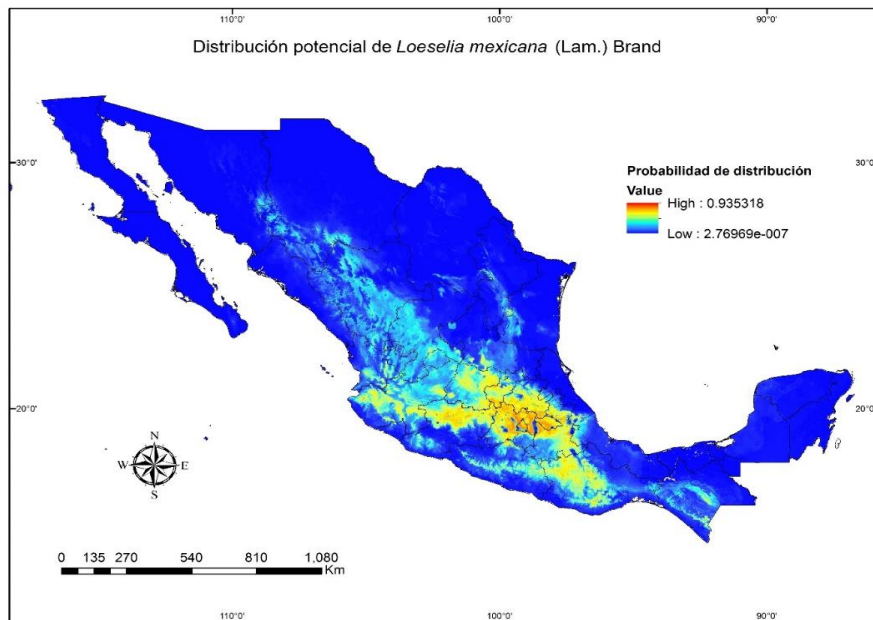 110°0'
100°0'
90°0'
Distribución potencial de Loeselia mexicana (Lam.) Brand
30°0'
30°0'
Probabilidad de distribución
Value
High : 0.935318
Low : 2.76969e-007
20°0'
20°0'
N
W
E
S
0 135 270 540 810 1,080
Km
110°0'
100°0'
90°0'